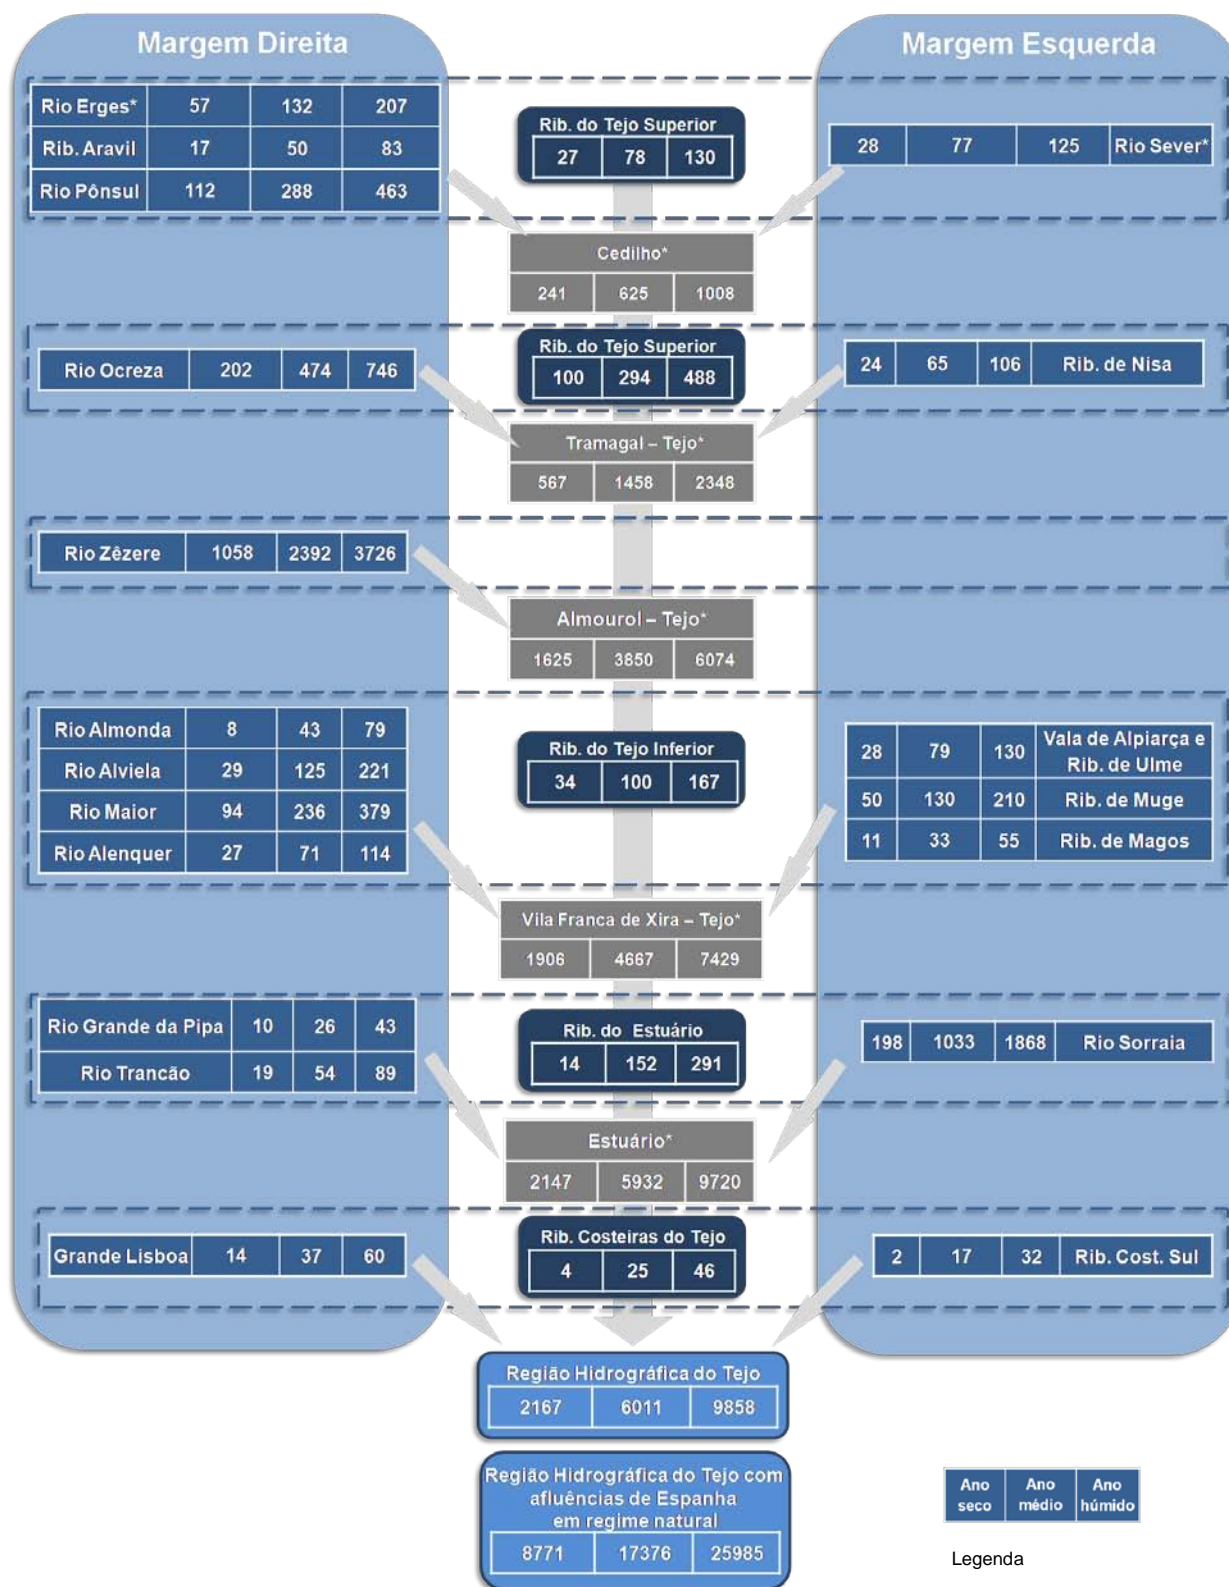 Margem Direita
Margem Esquerda
Rio Erges* 57 132 207
Rib. Aravil 17 50 83
Rio Pônsul 112 288 463
Rib. do Tejo Superior
27 78 130
28 77 125 Rio Sever*
Cedilho*
241 625 1008
Rio Ocreza 202 474 746
Rib. do Tejo Superior
100 294 488
24 65 106 Rib. de Nisa
Tramagal – Tejo*
567 1458 2348
Rio Zêzere 1058 2392 3726
Almourol – Tejo*
1625 3850 6074
Rio Almonda 8 43 79
Rio Alviela 29 125 221
Rio Maior 94 236 379
Rio Alenquer 27 71 114
Rib. do Tejo Inferior
34 100 167
28 79 130 Vala de Alpiarça e
Rib. de Ulme
50 130 210 Rib. de Muge
11 33 55 Rib. de Magos
Vila Franca de Xira – Tejo*
1906 4667 7429
Rio Grande da Pipa 10 26 43
Rio Trancão 19 54 89
Rib. do Estuário
14 152 291
198 1033 1868 Rio Sorraia
Estuário*
2147 5932 9720
Grande Lisboa 14 37 60
Rib. Costeiras do Tejo
4 25 46
2 17 32 Rib. Cost. Sul
Região Hidrográfica do Tejo
2167 6011 9858
Região Hidrográfica do Tejo com
afluências de Espanha
em regime natural
8771 17376 25985
Ano Ano Ano
seco médio húmido
Legenda